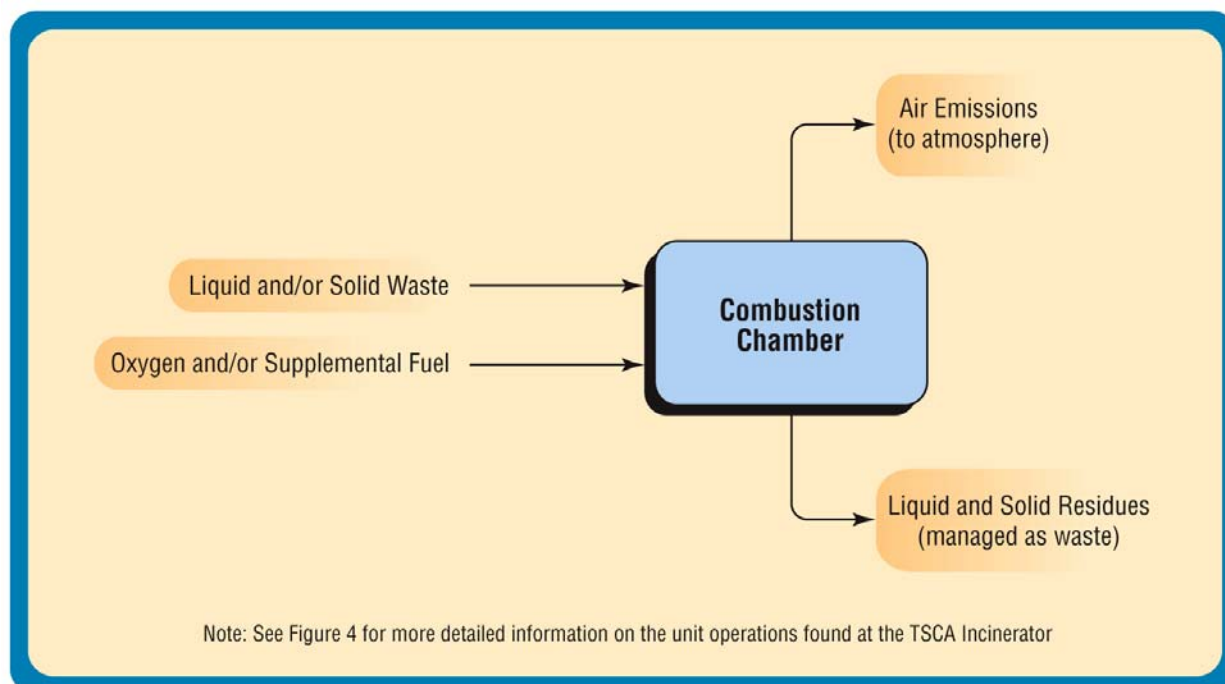 Air Emissions
(to atmosphere)
Liquid and/or Solid Waste
Combustion
Chamber
Oxygen and/or Supplemental Fuel
Liquid and Solid Residues
(managed as waste)
Note: See Figure 4 for more detailed information on the unit operations found at the TSCA Incinerator